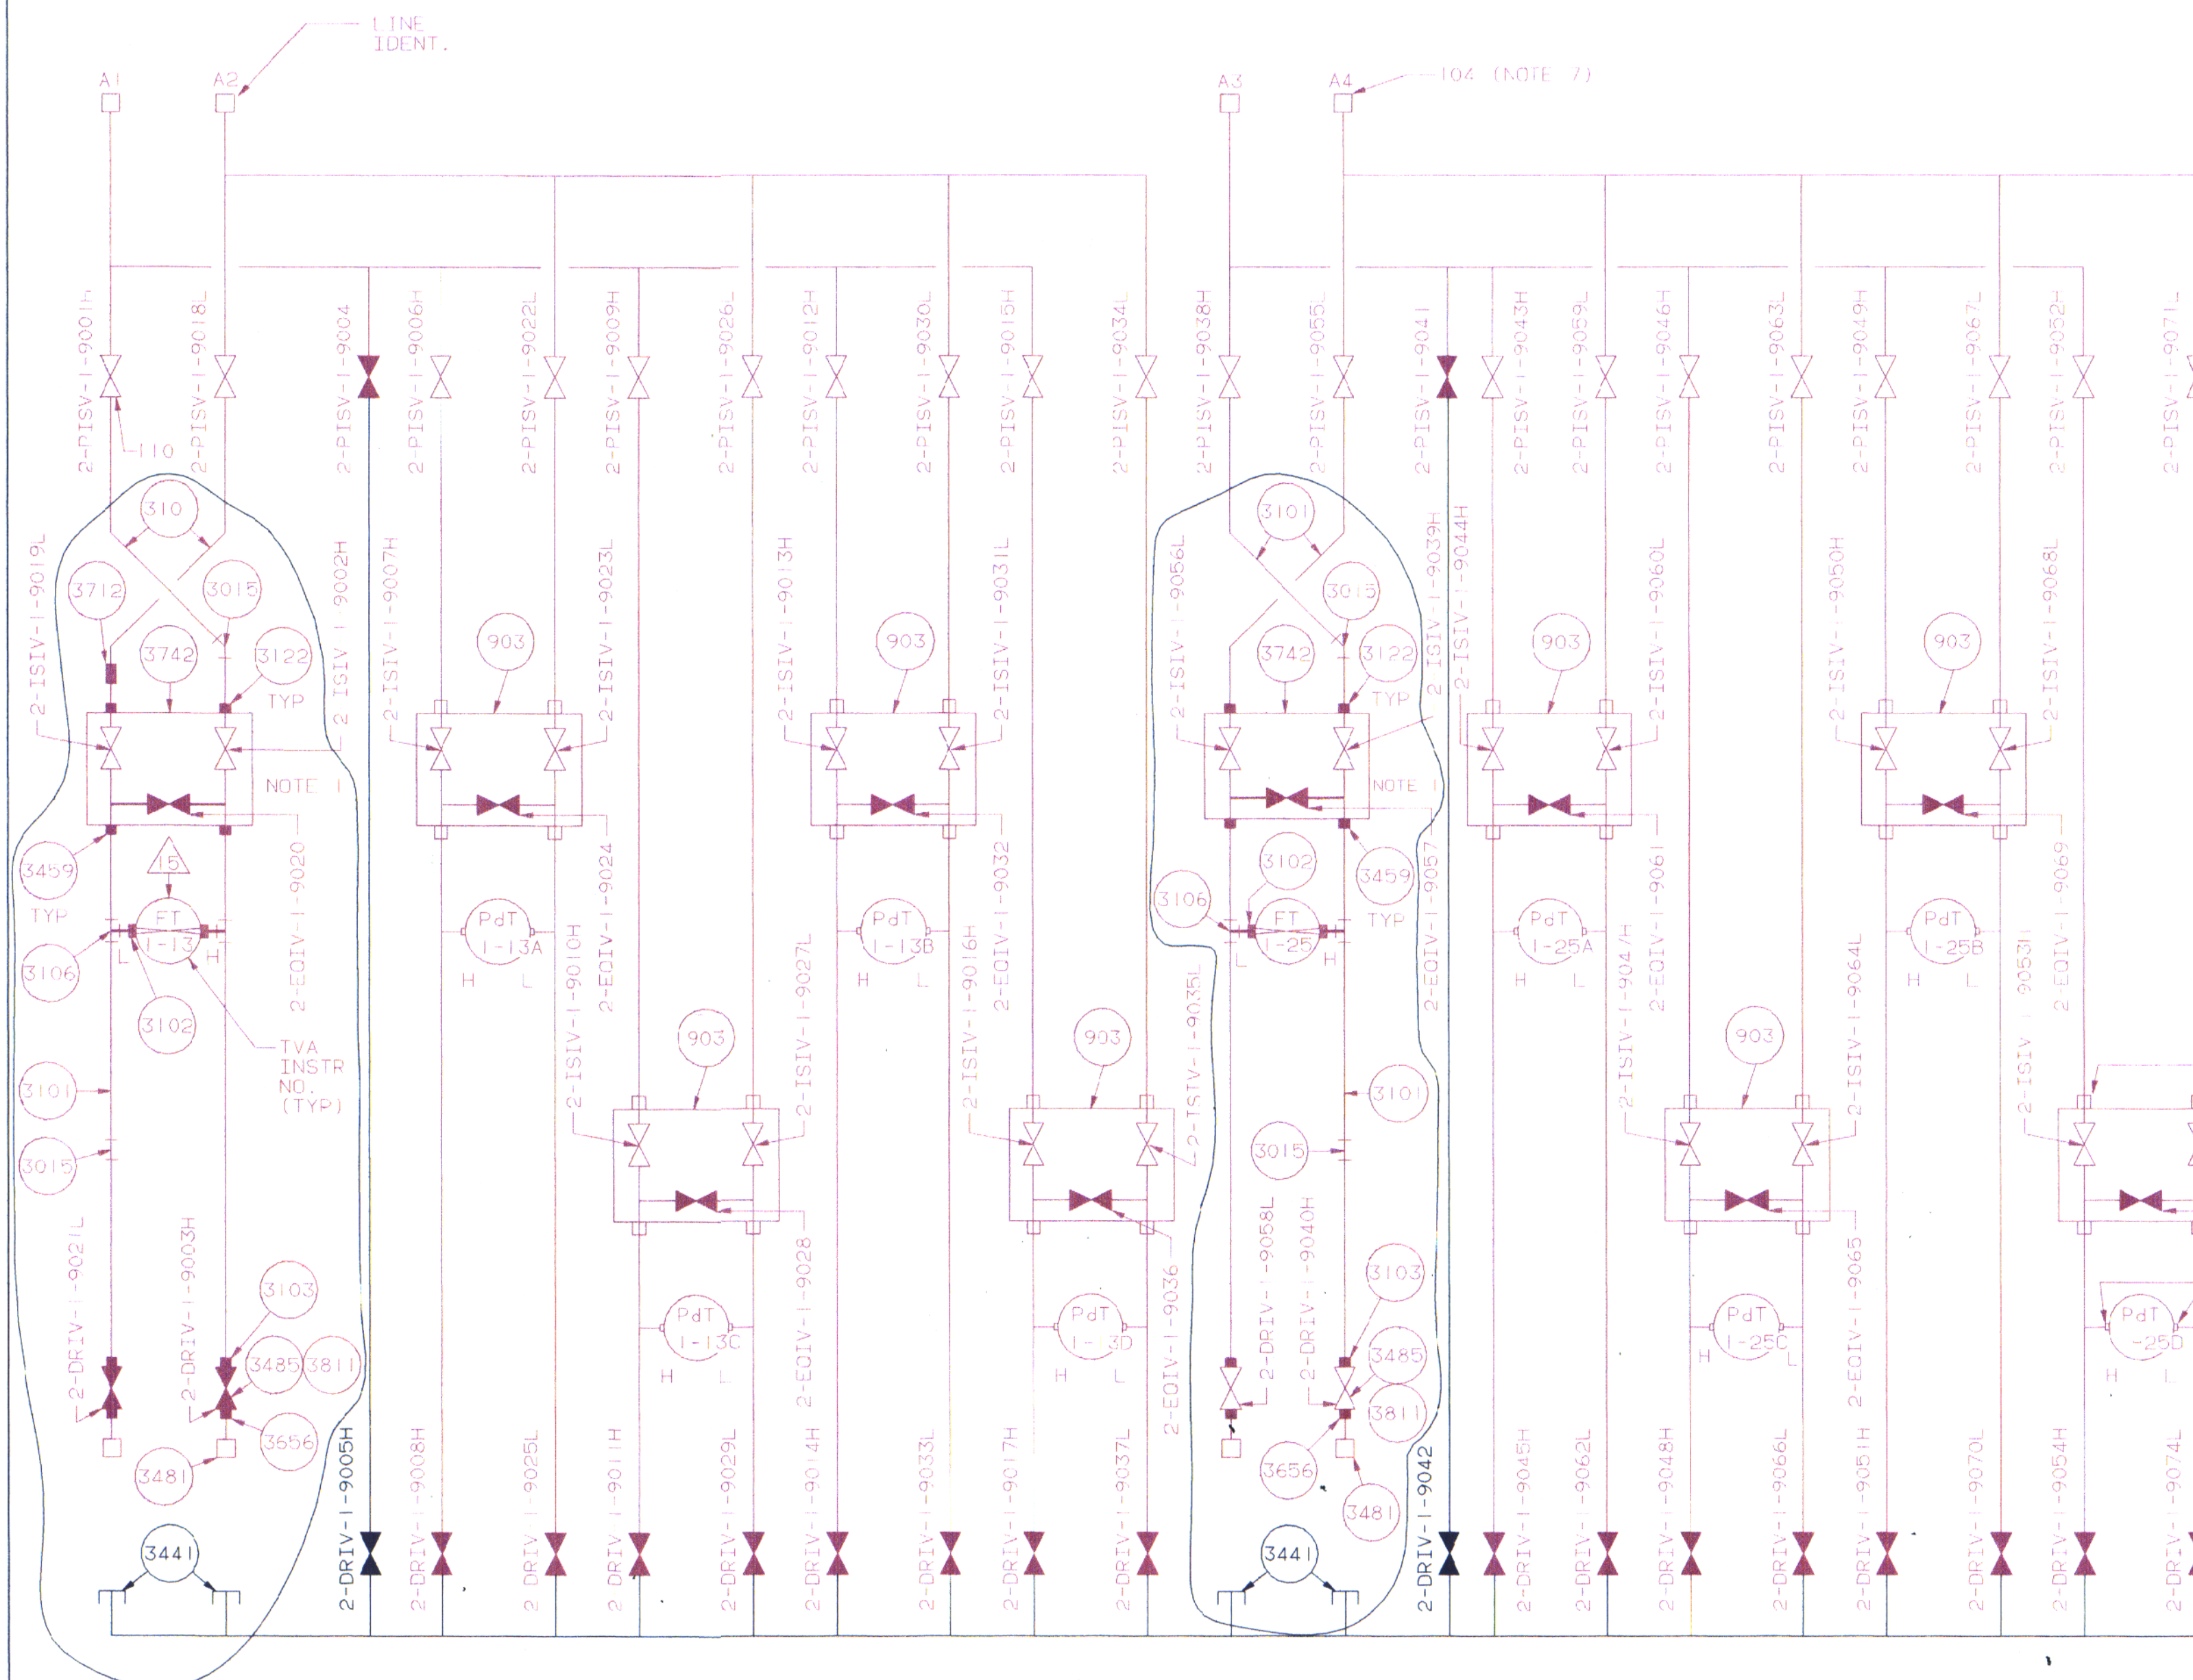 LINE
IDENT.
A1
A2
A3
A4
104 (NOTE 7)
2-PISV-1-9001H
2-PISV-1-9018L
2-PISV-1-9004
2-PISV-1-9006H
2-PISV-1-9022L
2-PISV-1-9009H
2-PISV-1-9026L
2-PISV-1-9012H
2-PISV-1-9030L
2-PISV-1-9015H
2-PISV-1-9034L
2-PISV-1-9038H
2-PISV-1-9055L
2-PISV-1-9041
2-PISV-1-9043H
2-PISV-1-9059L
2-PISV-1-9046H
2-PISV-1-9063L
2-PISV-1-9049H
2-PISV-1-9067L
2-PISV-1-9052H
2-PISV-1-9071L
110
310
3101
2-ISIV-1-9019L
3712
3015
2 ISIV 1 9002H
2-ISIV-1-9007H
2-ISIV-1-9023L
2-ISIV-1-9013H
2-ISIV-1-9031L
2-ISIV-1-9056L
3015
2 ISIV-1-9039H
2-ISIV-1-9044H
2-ISIV-1-9060L
2-ISIV-1-9050H
2-ISIV-1-9068L
3742
3122
TYP
903
903
3742
3122
TYP
903
903
NOTE 1
NOTE 1
3459
TYP
15
2-EQIV-1-9020
2-EQIV-1-9024
2-EQIV-1-9032
3102
3459
TYP
2-EQIV-1-9057
2-EQIV-1-9061
2-EQIV-1-9069
3106
FT
1-13
L
H
3106
3102
PdT
1-13A
H
L
PdT
1-13B
H
L
FT
1-25
L
H
PdT
1-25A
H
L
PdT
1-25B
H
L
TVA
INSTR
NO.
(TYP)
2-ISIV-1-9010H
2-ISIV-1-9027L
2-ISIV-1-9016H
2-ISIV-1-9035L
2-ISIV-1-9047H
2-ISIV-1-9064L
2-ISIV 1 9053H
903
903
903
3101
3101
3015
3015
2-DRIV-1-9021L
2-DRIV-1-9003H
2-EQIV-1-9028
2-EQIV-1-9036
2-DRIV-1-9058L
2-DRIV-1-9040H
2-EQIV-1-9065
3103
3485
3811
3656
3481
PdT
1-13C
H
L
PdT
1-13D
H
L
3103
3485
3811
3656
3481
PdT
1-25C
H
L
PdT
-25D
H
L
2-DRIV-1-9005H
2-DRIV-1-9008H
2-DRIV 1-9025L
2-DRIV-1-9011H
2-DRIV-1-9029L
2-DRIV-1-9014H
2-DRIV-1-9033L
2-DRIV-1-9017H
2-DRIV-1-9037L
2-DRIV-1-9042
2-DRIV-1-9045H
2-DRIV-1-9062L
2-DRIV-1-9048H
2-DRIV-1-9066L
2-DRIV-1-9051H
2-DRIV-1-9070L
2-DRIV-1-9054H
2-DRIV-1-9074L
3441
3441